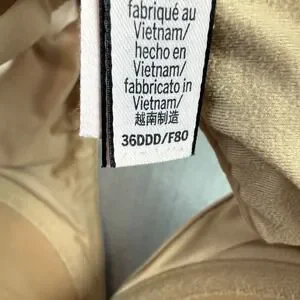 fabriqué au
Vietnam/
hecho en
Vietnam/
fabbricato in
Vietnam/
越南制造
36DDD/F80